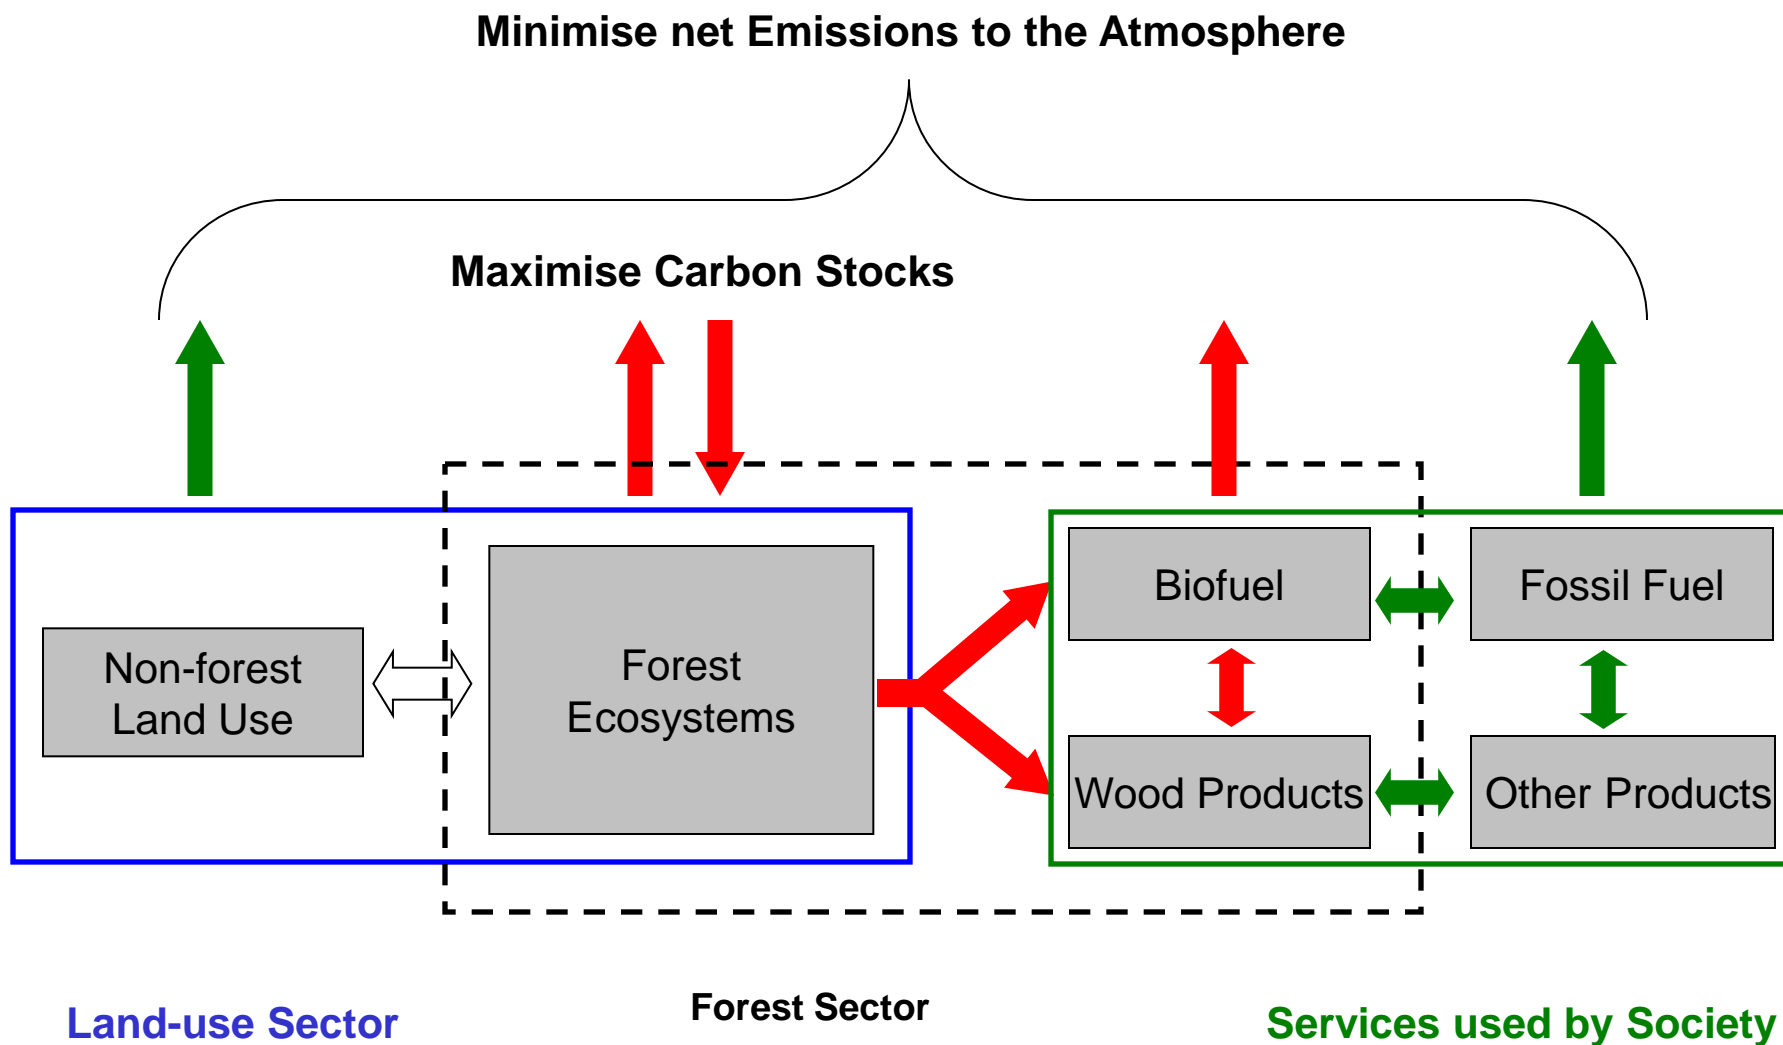 Minimise net Emissions to the Atmosphere
Maximise Carbon Stocks
Non-forest
Land Use
Forest
Ecosystems
Biofuel
Fossil Fuel
Wood Products
Other Products
Land-use Sector
Forest Sector
Services used by Society